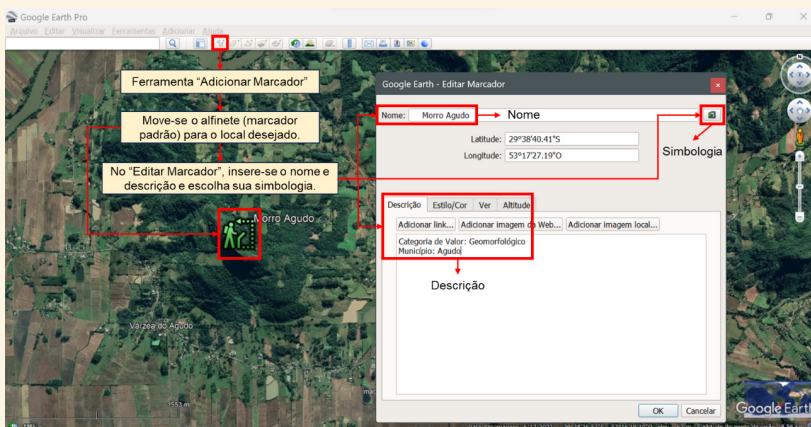 Google Earth Pro
Arquivo Editar Visualizar Ferramentas Adicionar Ajuda
Ferramenta “Adicionar Marcador”
Move-se o alfinete (marcador
padrão) para o local desejado.
No “Editar Marcador”, insere-se o nome e
descrição e escolha sua simbologia.
Morro Agudo
Várzea do Agudo
1553 m
Google Earth - Editar Marcador
Nome: Morro Agudo Nome
Latitude: 29°38'40.41"S
Longitude: 53°17'27.19"O
Simbologia
Descrição Estilo/Cor Ver Altitude
Adicionar link... Adicionar imagem da Web... Adicionar imagem local...
Categoria de Valor: Geomorfológico
Município: Agudo
Descrição
OK Cancelar
Google Earth